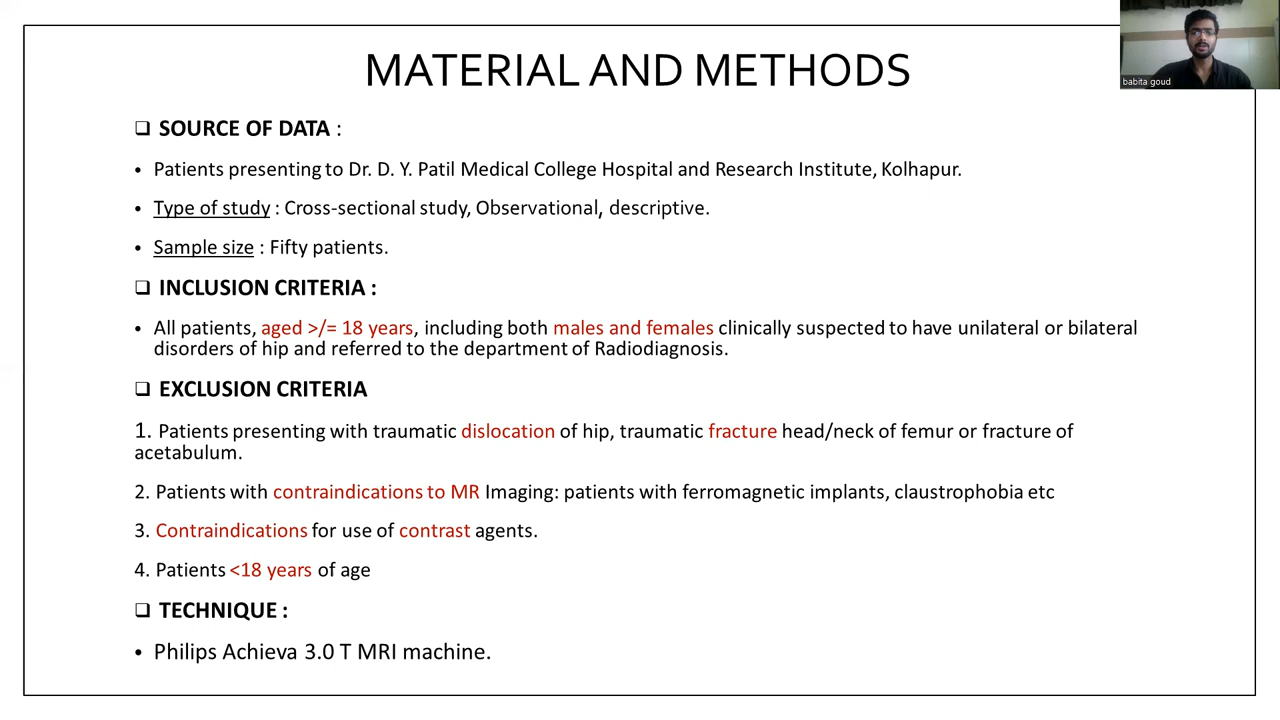 MATERIAL AND METHODS
babita goud
❑ SOURCE OF DATA :
• Patients presenting to Dr. D. Y. Patil Medical College Hospital and Research Institute, Kolhapur.
• Type of study : Cross-sectional study, Observational, descriptive.
• Sample size : Fifty patients.
❑ INCLUSION CRITERIA :
• All patients, aged >/= 18 years, including both males and females clinically suspected to have unilateral or bilateral
disorders of hip and referred to the department of Radiodiagnosis.
❑ EXCLUSION CRITERIA
1. Patients presenting with traumatic dislocation of hip, traumatic fracture head/neck of femur or fracture of
acetabulum.
2. Patients with contraindications to MR Imaging: patients with ferromagnetic implants, claustrophobia etc
3. Contraindications for use of contrast agents.
4. Patients <18 years of age
❑ TECHNIQUE :
• Philips Achieva 3.0 T MRI machine.